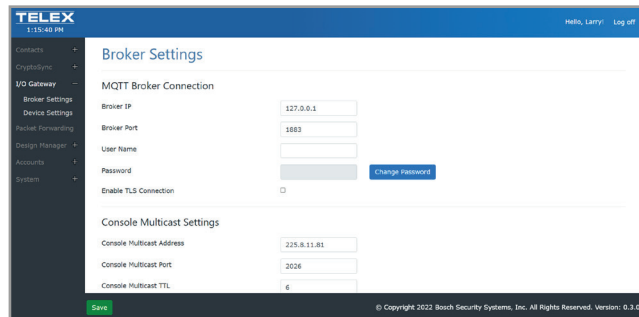 TELEX
1:15:40 PM
Hello, Larry! Log off
Contacts +
CryptoSync +
I/O Gateway −
Broker Settings
Device Settings
Packet Forwarding
Design Manager +
Accounts +
System +
Broker Settings
MQTT Broker Connection
Broker IP 127.0.0.1
Broker Port 1883
User Name
Password Change Password
Enable TLS Connection
Console Multicast Settings
Console Multicast Address 225.8.11.81
Console Multicast Port 2026
Console Multicast TTL 6
Save © Copyright 2022 Bosch Security Systems, Inc. All Rights Reserved. Version: 0.3.0